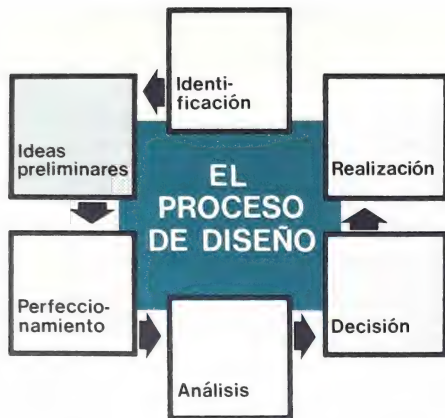 Identi-
ficación
Ideas
preliminares
EL
PROCESO
DE DISEÑO
Realización
Perfeccio-
namiento
Análisis
Decisión